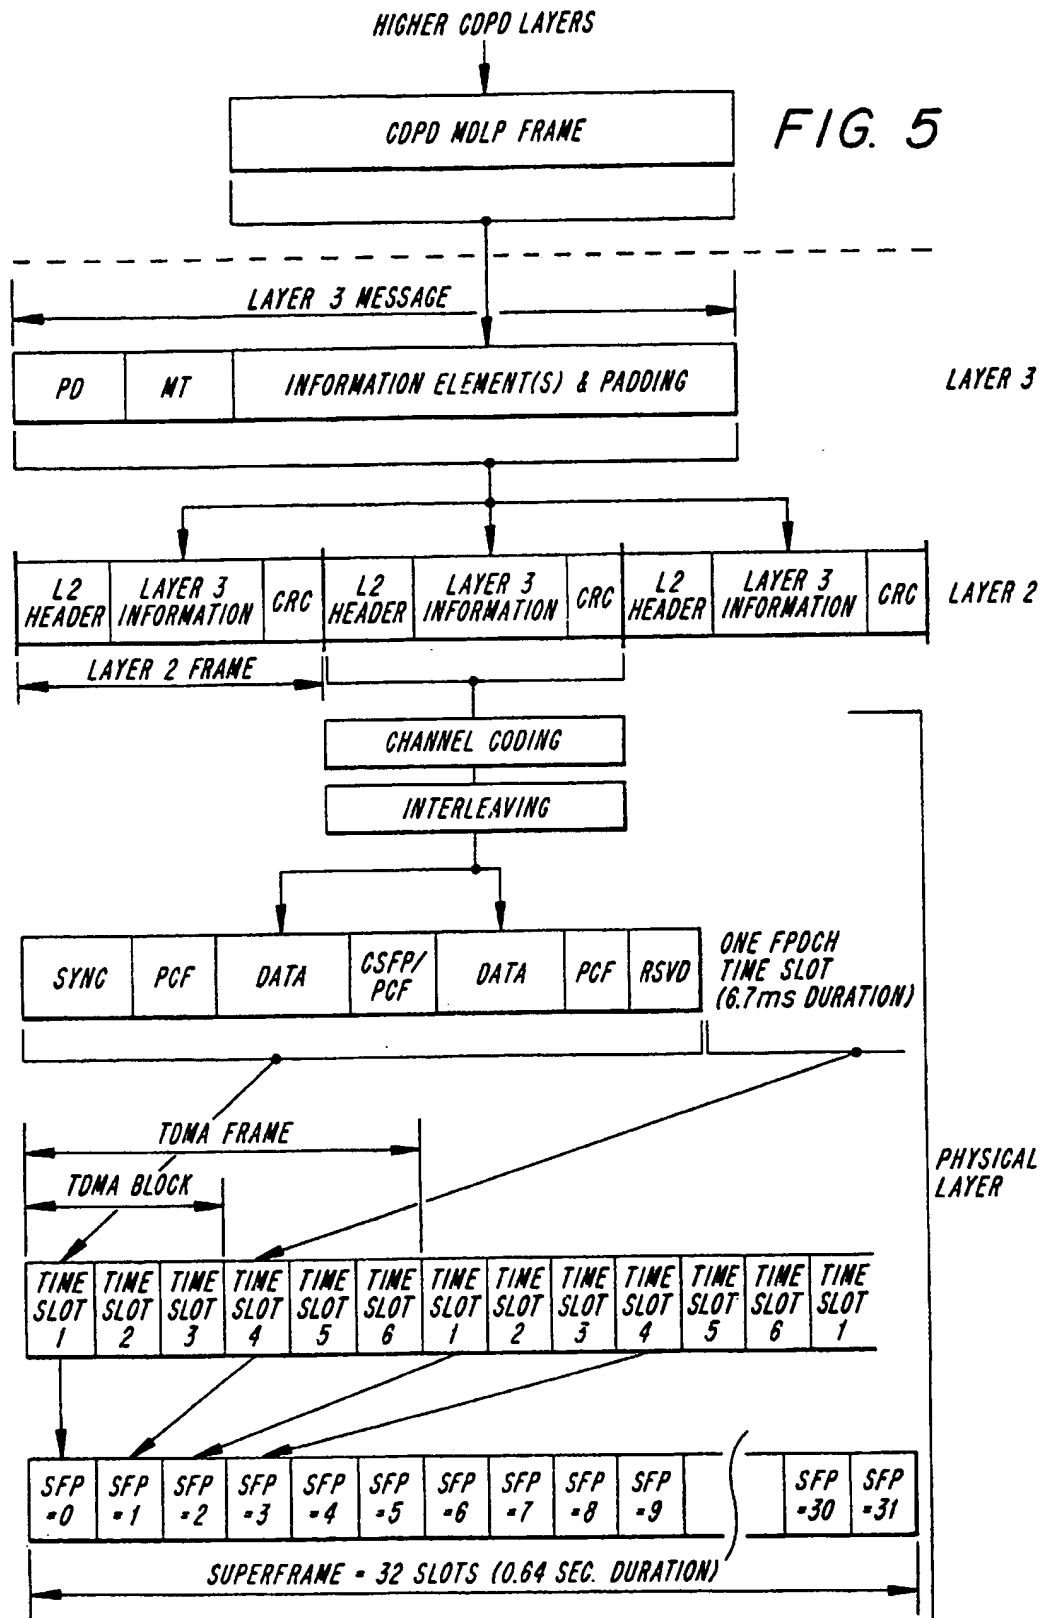 HIGHER CDPD LAYERS
CDPD MDLP FRAME
FIG. 5
LAYER 3 MESSAGE
PD
MT
INFORMATION ELEMENT(S) & PADDING
LAYER 3
L2
HEADER
LAYER 3
INFORMATION
CRC
L2
HEADER
LAYER 3
INFORMATION
CRC
L2
HEADER
LAYER 3
INFORMATION
CRC
LAYER 2
LAYER 2 FRAME
CHANNEL CODING
INTERLEAVING
SYNC
PCF
DATA
CSFP/
PCF
DATA
PCF
RSVD
ONE FPDCH
TIME SLOT
(6.7ms DURATION)
TDMA FRAME
TDMA BLOCK
PHYSICAL
LAYER
TIME
SLOT
1
TIME
SLOT
2
TIME
SLOT
3
TIME
SLOT
4
TIME
SLOT
5
TIME
SLOT
6
TIME
SLOT
1
TIME
SLOT
2
TIME
SLOT
3
TIME
SLOT
4
TIME
SLOT
5
TIME
SLOT
6
TIME
SLOT
1
SFP
=0
SFP
=1
SFP
=2
SFP
=3
SFP
=4
SFP
=5
SFP
=6
SFP
=7
SFP
=8
SFP
=9
SFP
=30
SFP
=31
SUPERFRAME = 32 SLOTS (0.64 SEC. DURATION)